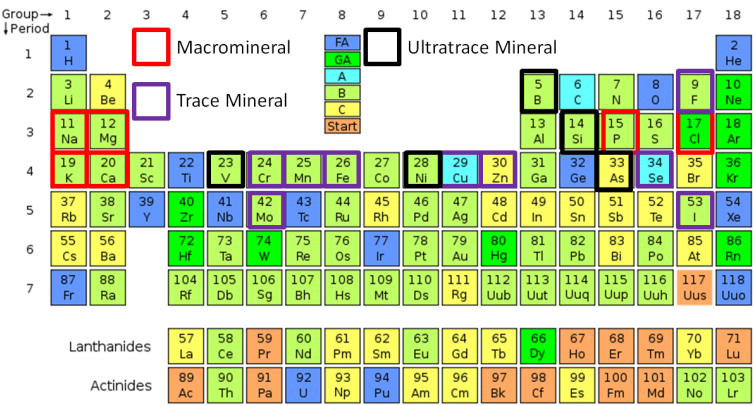 Group→ 1 2 3 4 5 6 7 8 9 10 11 12 13 14 15 16 17 18
↓Period
Macromineral
Ultratrace Mineral
Trace Mineral
FA
GA
A
B
C
Start
1 1 H 2 He
2 3 Li 4 Be 5 B 6 C 7 N 8 O 9 F 10 Ne
3 11 Na 12 Mg 13 Al 14 Si 15 P 16 S 17 Cl 18 Ar
4 19 K 20 Ca 21 Sc 22 Ti 23 V 24 Cr 25 Mn 26 Fe 27 Co 28 Ni 29 Cu 30 Zn 31 Ga 32 Ge 33 As 34 Se 35 Br 36 Kr
5 37 Rb 38 Sr 39 Y 40 Zr 41 Nb 42 Mo 43 Tc 44 Ru 45 Rh 46 Pd 47 Ag 48 Cd 49 In 50 Sn 51 Sb 52 Te 53 I 54 Xe
6 55 Cs 56 Ba 72 Hf 73 Ta 74 W 75 Re 76 Os 77 Ir 78 Pt 79 Au 80 Hg 81 Tl 82 Pb 83 Bi 84 Po 85 At 86 Rn
7 87 Fr 88 Ra 104 Rf 105 Db 106 Sg 107 Bh 108 Hs 109 Mt 110 Ds 111 Rg 112 Uub 113 Uut 114 Uuq 115 Uup 116 Uuh 117 Uus 118 Uuo
Lanthanides 57 La 58 Ce 59 Pr 60 Nd 61 Pm 62 Sm 63 Eu 64 Gd 65 Tb 66 Dy 67 Ho 68 Er 69 Tm 70 Yb 71 Lu
Actinides 89 Ac 90 Th 91 Pa 92 U 93 Np 94 Pu 95 Am 96 Cm 97 Bk 98 Cf 99 Es 100 Fm 101 Md 102 No 103 Lr